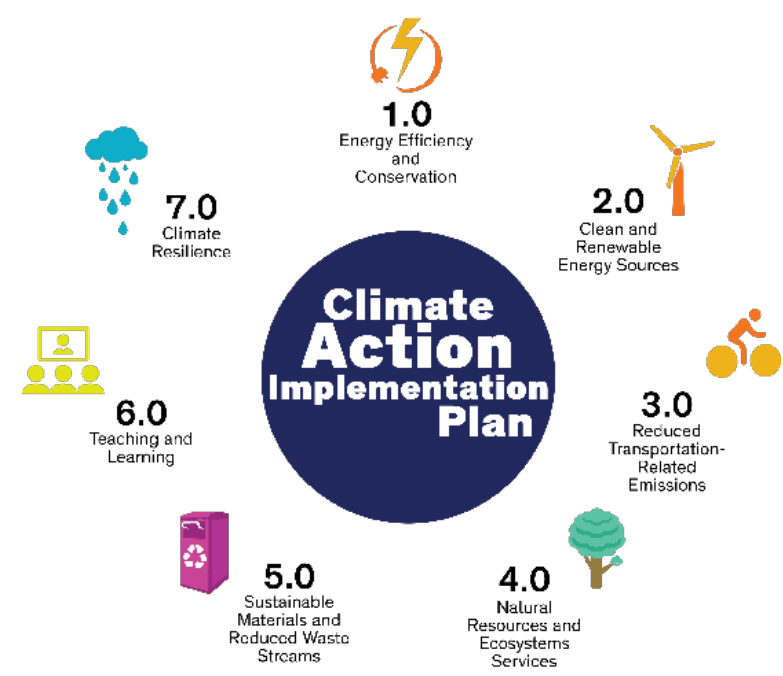 Climate
Action
Implementation
Plan
1.0
Energy Efficiency
and
Conservation
2.0
Clean and
Renewable
Energy Sources
3.0
Reduced
Transportation-
Related
Emissions
4.0
Natural
Resources and
Ecosystems
Services
5.0
Sustainable
Materials and
Reduced Waste
Streams
6.0
Teaching and
Learning
7.0
Climate
Resilience